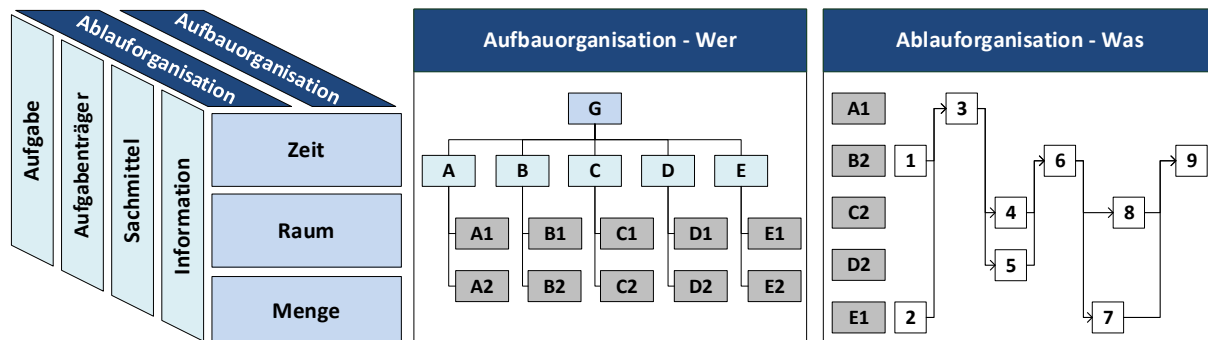 Ablauforganisation
Aufbauorganisation
Aufgabe
Aufgabenträger
Sachmittel
Information
Zeit
Raum
Menge
Aufbauorganisation - Wer
G
A B C D E
A1 B1 C1 D1 E1
A2 B2 C2 D2 E2
Ablauforganisation - Was
A1 3
B2 1 6 9
C2 4 8
D2 5
E1 2 7